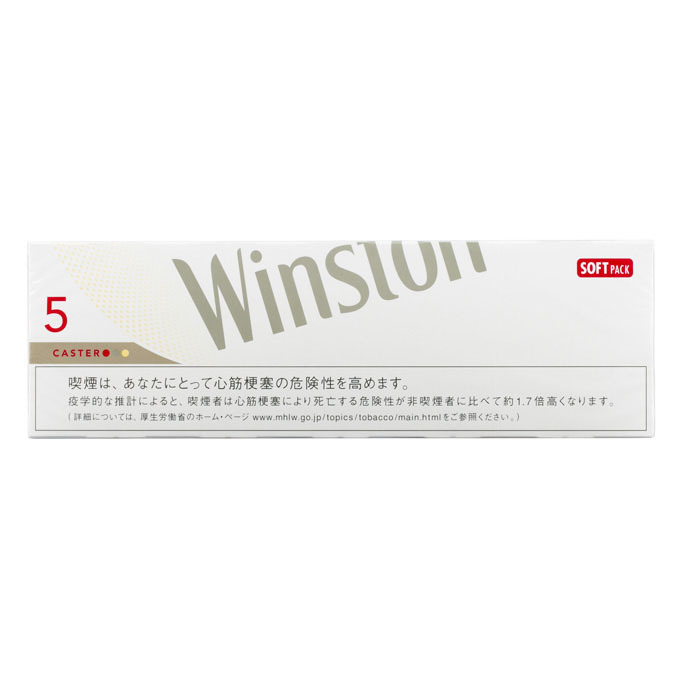 Winston
SOFT PACK
5
CASTER
喫煙は、あなたにとって心筋梗塞の危険性を高めます。
疫学的な推計によると、喫煙者は心筋梗塞により死亡する危険性が非喫煙者に比べて約1.7倍高くなります。
(詳細については、厚生労働省のホーム・ページ www.mhlw.go.jp/topics/tobacco/main.htmlをご参照ください。)